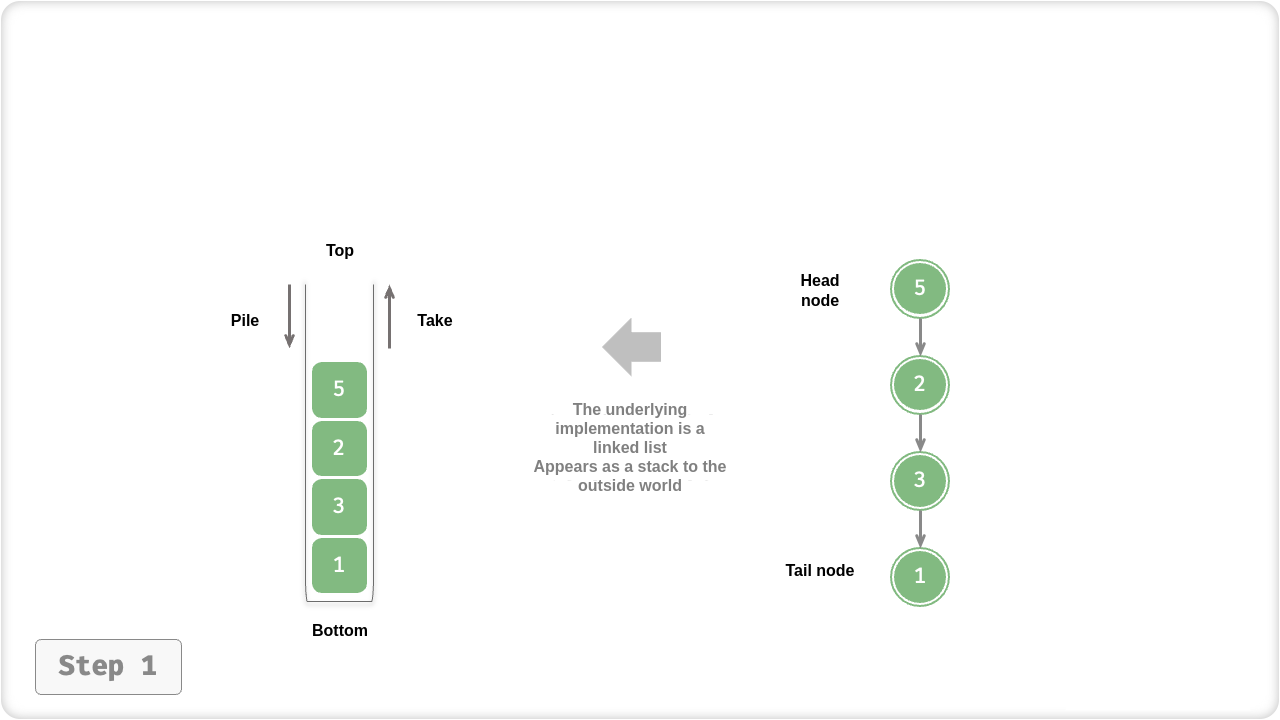 Top
Pile
Take
5
2
3
1
Bottom
The underlying
implementation is a
linked list
Appears as a stack to the
outside world
Head
node
5
2
3
Tail node
1
Step 1